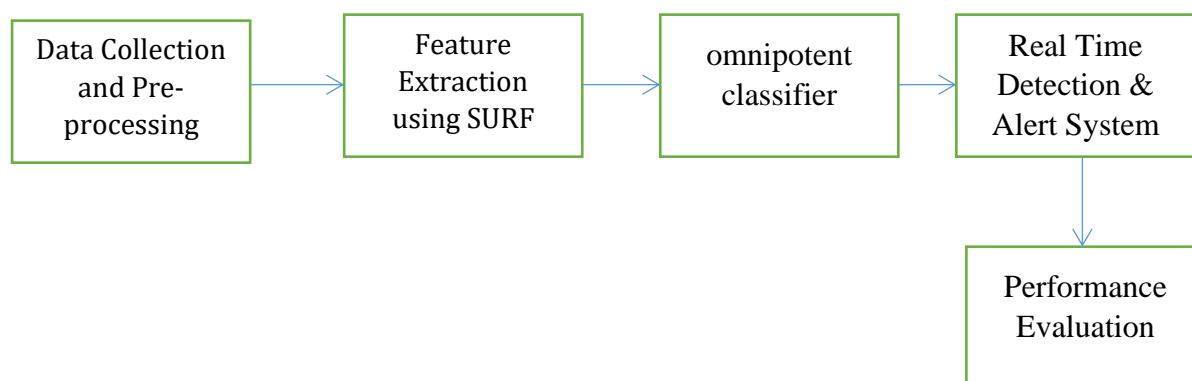 Data Collection
and Pre-
processing
Feature
Extraction
using SURF
omnipotent
classifier
Real Time
Detection &
Alert System
Performance
Evaluation